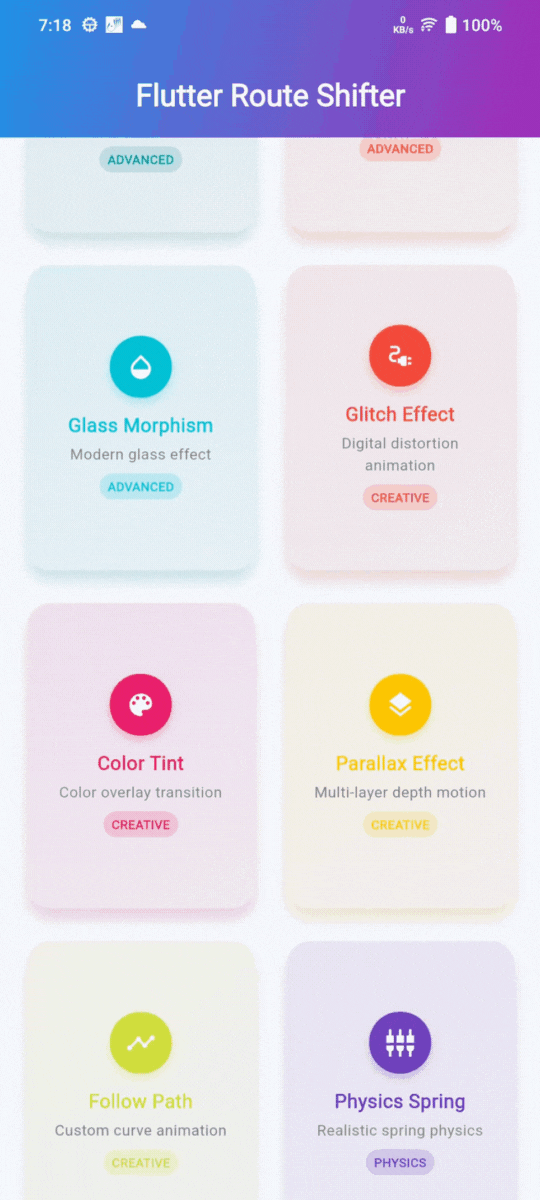 7:18
0
KB/s
100%
Flutter Route Shifter
ADVANCED
ADVANCED
Glass Morphism
Modern glass effect
ADVANCED
Glitch Effect
Digital distortion
animation
CREATIVE
Color Tint
Color overlay transition
CREATIVE
Parallax Effect
Multi-layer depth motion
CREATIVE
Follow Path
Custom curve animation
CREATIVE
Physics Spring
Realistic spring physics
PHYSICS